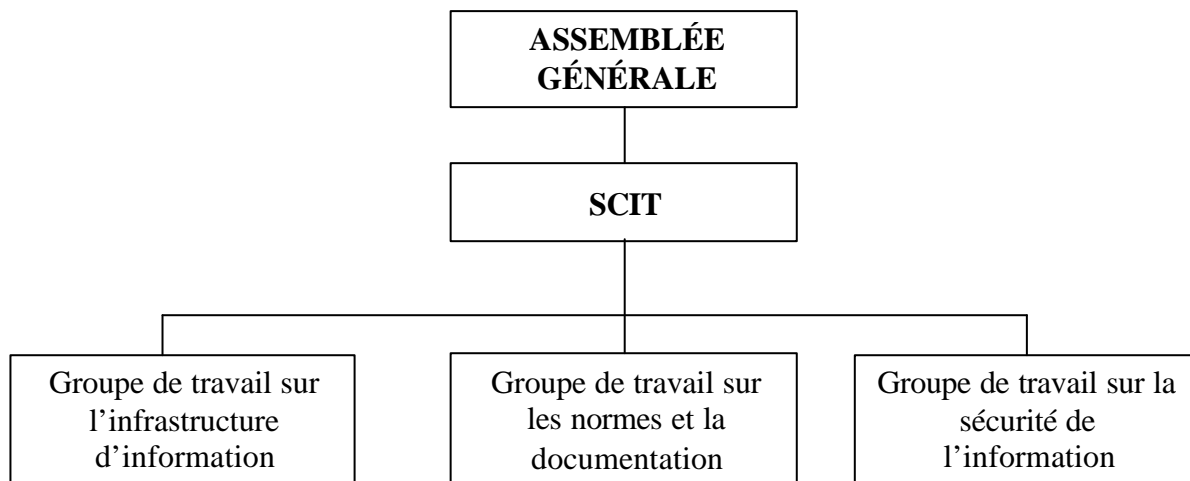 ASSEMBLÉE
GÉNÉRALE
SCIT
Groupe de travail sur
l’infrastructure
d’information
Groupe de travail sur
les normes et la
documentation
Groupe de travail sur la
sécurité de
l’information